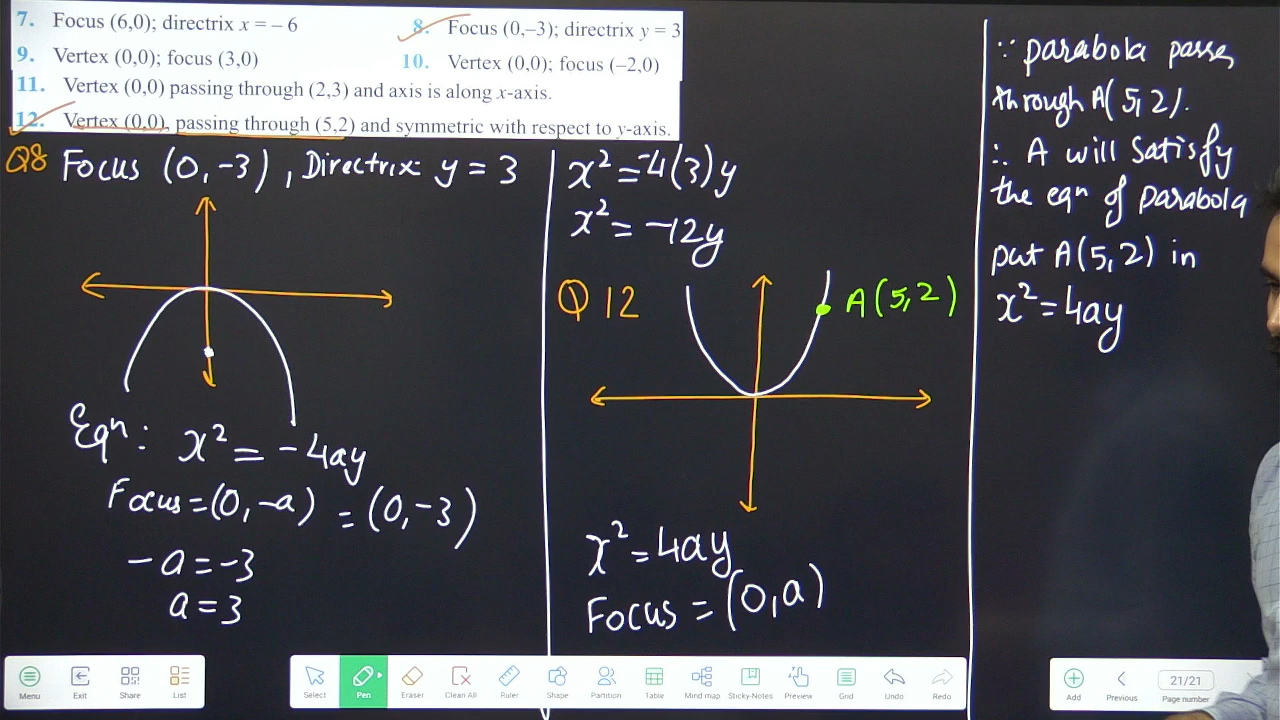 7. Focus (6,0); directrix x = – 6
8. Focus (0,–3); directrix y = 3
9. Vertex (0,0); focus (3,0)
10. Vertex (0,0); focus (–2,0)
11. Vertex (0,0) passing through (2,3) and axis is along x-axis.
12. Vertex (0,0), passing through (5,2) and symmetric with respect to y-axis.
Q8 Focus (0,-3), Directrix y = 3
Eqⁿ: x² = -4ay
Focus = (0,-a) = (0,-3)
-a = -3
a = 3
x² = -4(3)y
x² = -12y
Q 12
A(5,2)
x² = 4ay
Focus = (0,a)
∵ parabola passes
through A(5,2).
∴ A will satisfy
the eqⁿ of parabola
put A(5,2) in
x² = 4ay
Menu
Exit
Share
List
Select
Pen
Eraser
Clean All
Ruler
Shape
Partition
Table
Mind map
Sticky-Notes
Preview
Grid
Undo
Redo
Add
Previous
21/21
Page number